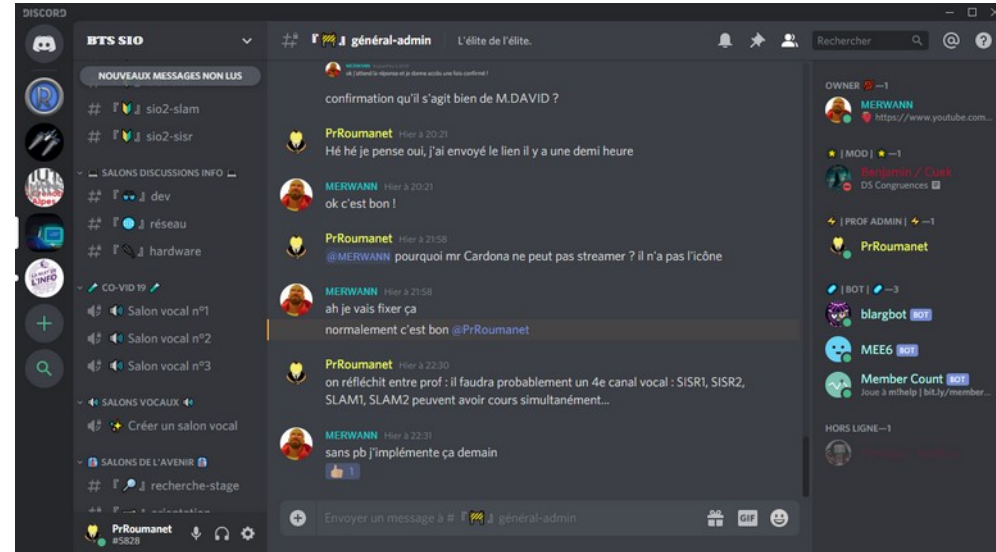 DISCORD
BTS SIO
NOUVEAUX MESSAGES NON LUS
# 『🔰』sio2-slam
# 『🔰』sio2-sisr
💻 SALONS DISCUSSIONS INFO 💻
# 『🕶️』dev
# 『🌐』réseau
# 『🔌』hardware
🧪 CO-VID 19 🧪
🔊 Salon vocal n°1
🔊 Salon vocal n°2
🔊 Salon vocal n°3
🔊 SALONS VOCAUX 🔊
✨ Créer un salon vocal
SALONS DE L'AVENIR
# 『🔎』recherche-stage
PrRoumanet
#5828
# 『🚧』général-admin
L'élite de l'élite.
MERWANN
confirmation qu'il s'agit bien de M.DAVID ?
PrRoumanet Hier à 20:21
Hé hé je pense oui, j'ai envoyé le lien il y a une demi heure
MERWANN Hier à 20:21
ok c'est bon !
PrRoumanet Hier à 21:58
@MERWANN pourquoi mr Cardona ne peut pas streamer ? il n'a pas l'icône
MERWANN Hier à 21:58
ah je vais fixer ça
normalement c'est bon @PrRoumanet
PrRoumanet Hier à 22:30
on réfléchit entre prof : il faudra probablement un 4e canal vocal : SISR1, SISR2,
SLAM1, SLAM2 peuvent avoir cours simultanément...
MERWANN Hier à 22:31
sans pb j'implémente ça demain
👍 1
Envoyer un message à # 『🚧』général-admin
GIF
Rechercher
OWNER —1
MERWANN
https://www.youtube.com...
⭐ | MOD | ⭐ —1
Benjamin / Cuek
DS Congruences
⚡ | PROF ADMIN | ⚡ —1
PrRoumanet
| BOT | —3
blargbot BOT
MEE6 BOT
Member Count BOT
Joue à m!help | bit.ly/member...
HORS LIGNE—1